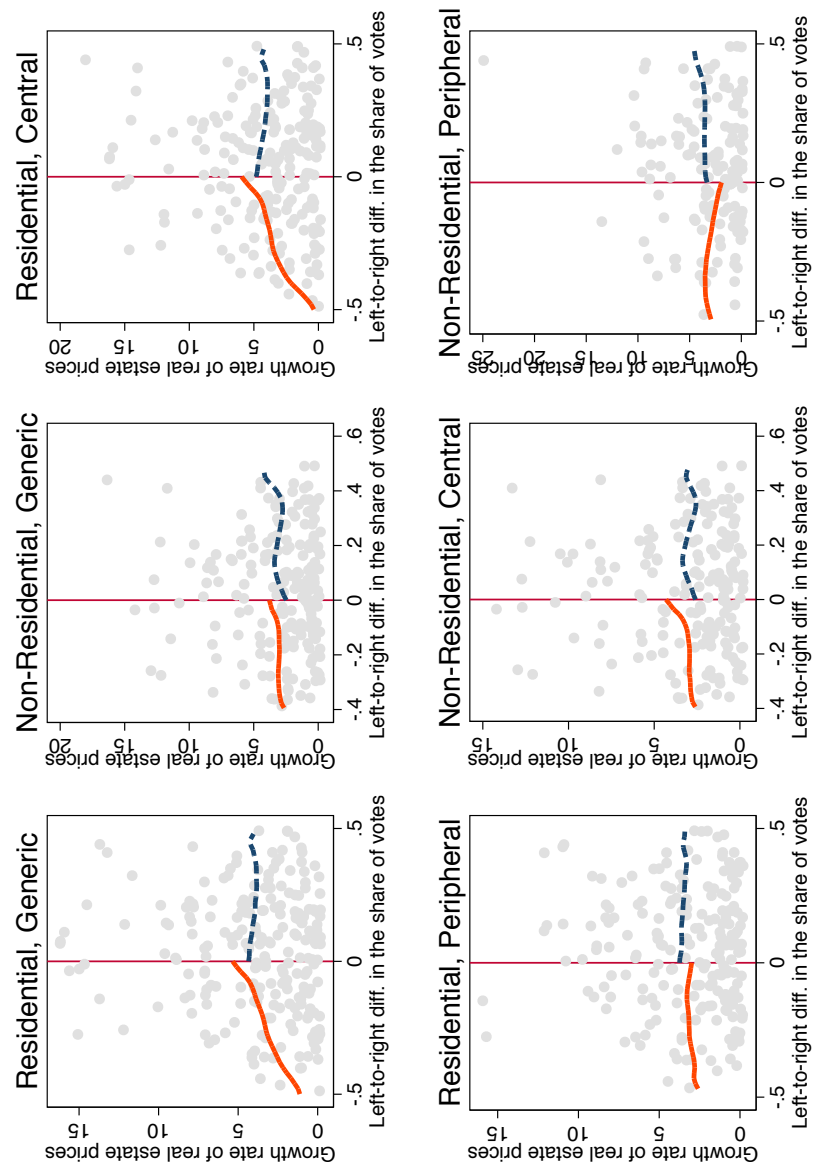 Residential, Generic
Growth rate of real estate prices
15
10
5
0
-.5
0
.5
Left-to-right diff. in the share of votes
Non-Residential, Generic
Growth rate of real estate prices
20
15
10
5
0
-.4
-.2
0
.2
.4
.6
Left-to-right diff. in the share of votes
Residential, Central
Growth rate of real estate prices
20
15
10
5
0
-.5
0
.5
Left-to-right diff. in the share of votes
Residential, Peripheral
Growth rate of real estate prices
15
10
5
0
-.5
0
.5
Left-to-right diff. in the share of votes
Non-Residential, Central
Growth rate of real estate prices
15
10
5
0
-.4
-.2
0
.2
.4
.6
Left-to-right diff. in the share of votes
Non-Residential, Peripheral
Growth rate of real estate prices
25
20
15
10
5
0
-.5
0
.5
Left-to-right diff. in the share of votes